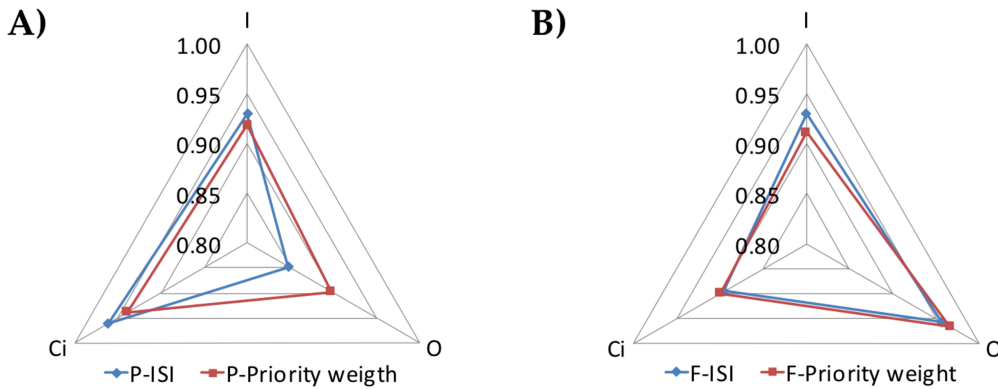 A)
I
1.00
0.95
0.90
0.85
0.80
Ci
O
P-ISI
P-Priority weigth
B)
I
1.00
0.95
0.90
0.85
0.80
Ci
O
F-ISI
F-Priority weight